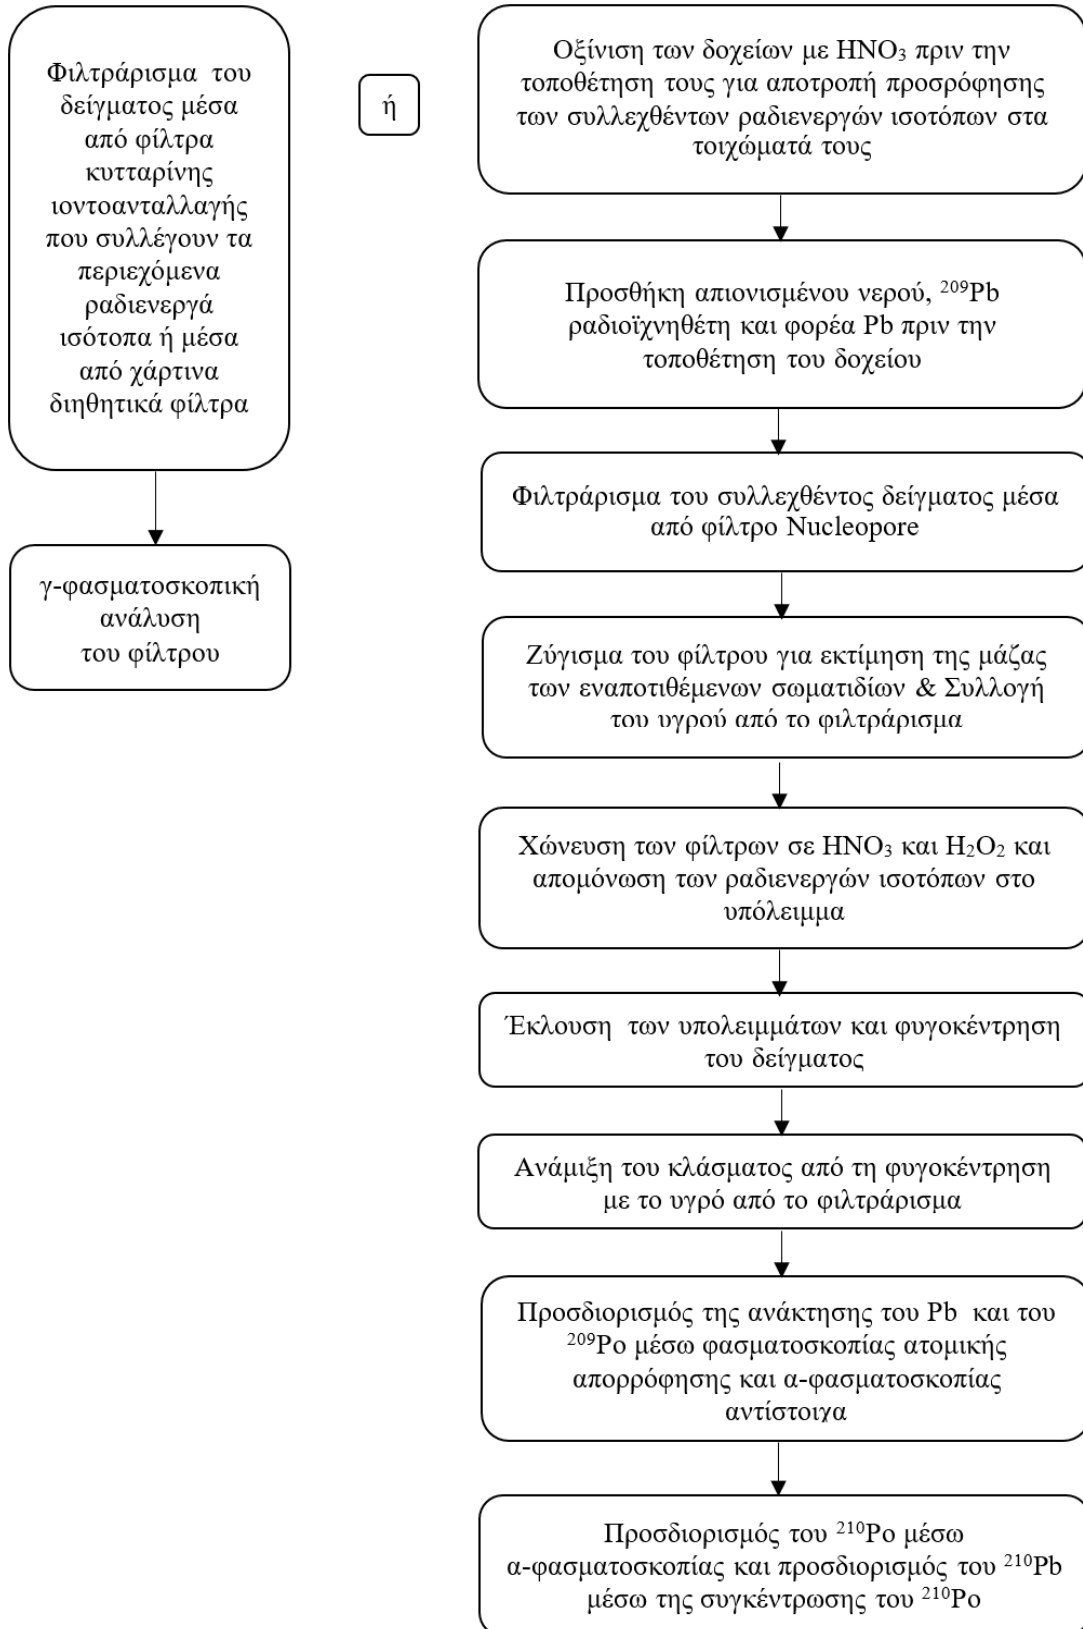 Φιλτράρισμα του
δείγματος μέσα
από φίλτρα
κυτταρίνης
ιοντοανταλλαγής
που συλλέγουν τα
περιεχόμενα
ραδιενεργά
ισότοπα ή μέσα
από χάρτινα
διηθητικά φίλτρα
γ-φασματοσκοπική
ανάλυση
του φίλτρου
ή
Οξίνιση των δοχείων με HNO₃ πριν την
τοποθέτηση τους για αποτροπή προσρόφησης
των συλλεχθέντων ραδιενεργών ισοτόπων στα
τοιχώματά τους
Προσθήκη απιονισμένου νερού, ²⁰⁹Pb
ραδιοϊχνηθέτη και φορέα Pb πριν την
τοποθέτηση του δοχείου
Φιλτράρισμα του συλλεχθέντος δείγματος μέσα
από φίλτρο Nucleopore
Ζύγισμα του φίλτρου για εκτίμηση της μάζας
των εναποτιθέμενων σωματιδίων & Συλλογή
του υγρού από το φιλτράρισμα
Χώνευση των φίλτρων σε HNO₃ και H₂O₂ και
απομόνωση των ραδιενεργών ισοτόπων στο
υπόλειμμα
Έκλουση των υπολειμμάτων και φυγοκέντρηση
του δείγματος
Ανάμιξη του κλάσματος από τη φυγοκέντρηση
με το υγρό από το φιλτράρισμα
Προσδιορισμός της ανάκτησης του Pb και του
²⁰⁹Po μέσω φασματοσκοπίας ατομικής
απορρόφησης και α-φασματοσκοπίας
αντίστοιχα
Προσδιορισμός του ²¹⁰Po μέσω
α-φασματοσκοπίας και προσδιορισμός του ²¹⁰Pb
μέσω της συγκέντρωσης του ²¹⁰Po